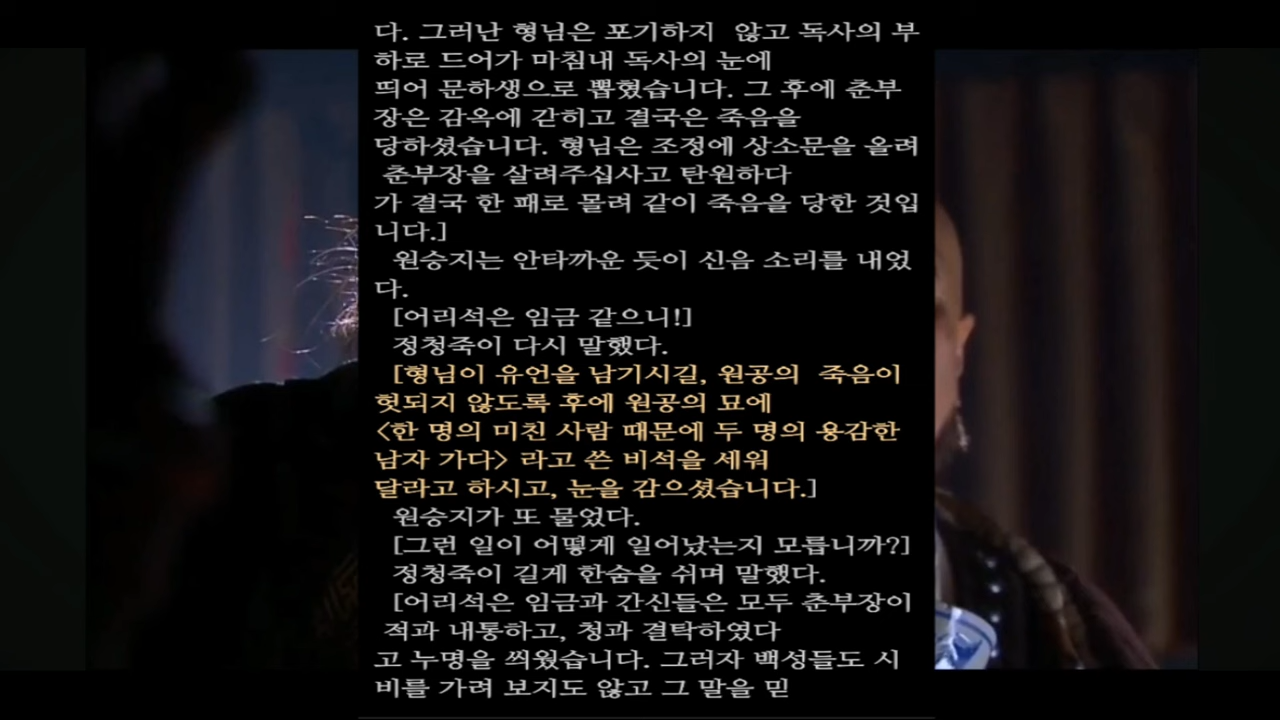 다. 그러난 형님은 포기하지  않고 독사의 부
하로 드어가 마침내 독사의 눈에
띄어 문하생으로 뽑혔습니다. 그 후에 춘부
장은 감옥에 갇히고 결국은 죽음을
당하셨습니다. 형님은 조정에 상소문을 올려
춘부장을 살려주십사고 탄원하다
가 결국 한 패로 몰려 같이 죽음을 당한 것입
니다.]
원승지는 안타까운 듯이 신음 소리를 내었
다.
[어리석은 임금 같으니!]
정청죽이 다시 말했다.
[형님이 유언을 남기시길, 원공의  죽음이
헛되지 않도록 후에 원공의 묘에
<한 명의 미친 사람 때문에 두 명의 용감한
남자 가다> 라고 쓴 비석을 세워
달라고 하시고, 눈을 감으셨습니다.]
원승지가 또 물었다.
[그런 일이 어떻게 일어났는지 모릅니까?]
정청죽이 길게 한숨을 쉬며 말했다.
[어리석은 임금과 간신들은 모두 춘부장이
적과 내통하고, 청과 결탁하였다
고 누명을 씌웠습니다. 그러자 백성들도 시
비를 가려 보지도 않고 그 말을 믿